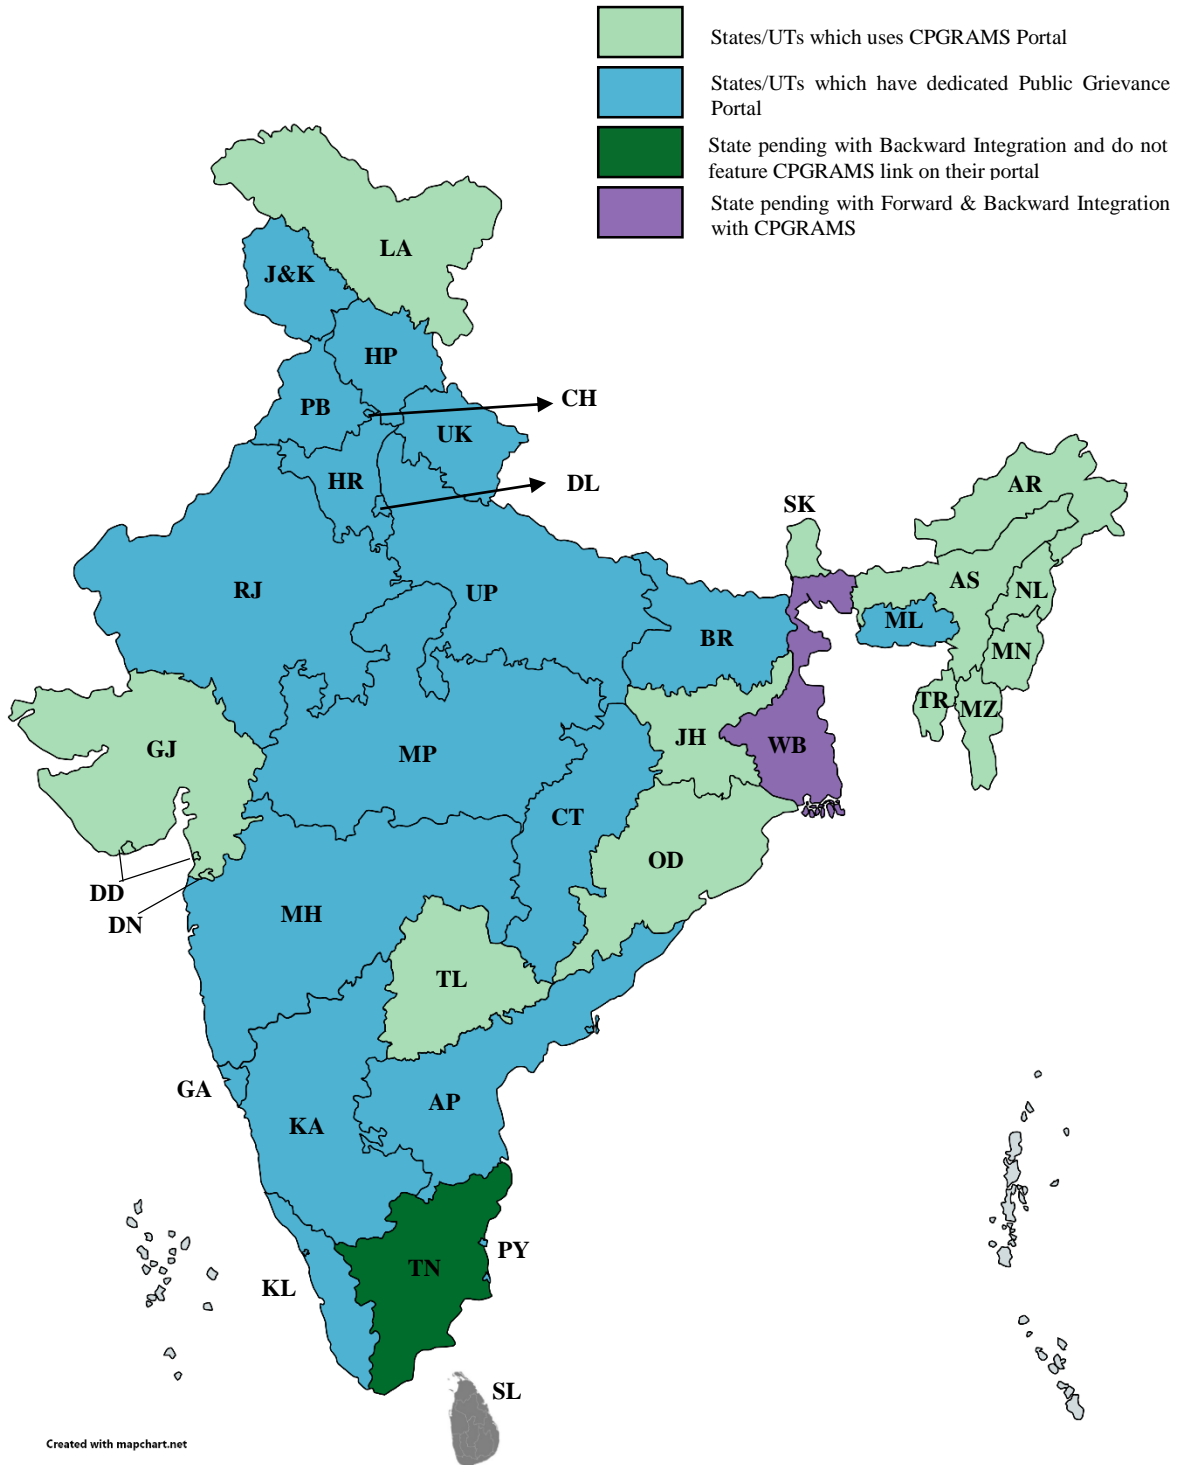 States/UTs which uses CPGRAMS Portal
States/UTs which have dedicated Public Grievance
Portal
State pending with Backward Integration and do not
feature CPGRAMS link on their portal
State pending with Forward & Backward Integration
with CPGRAMS
LA
J&K
HP
CH
PB
UK
HR
DL
AR
SK
AS
NL
RJ
UP
ML
BR
MN
TR
MZ
JH
WB
GJ
MP
CT
OD
DD
DN
MH
TL
GA
AP
KA
PY
TN
KL
SL
Created with mapchart.net